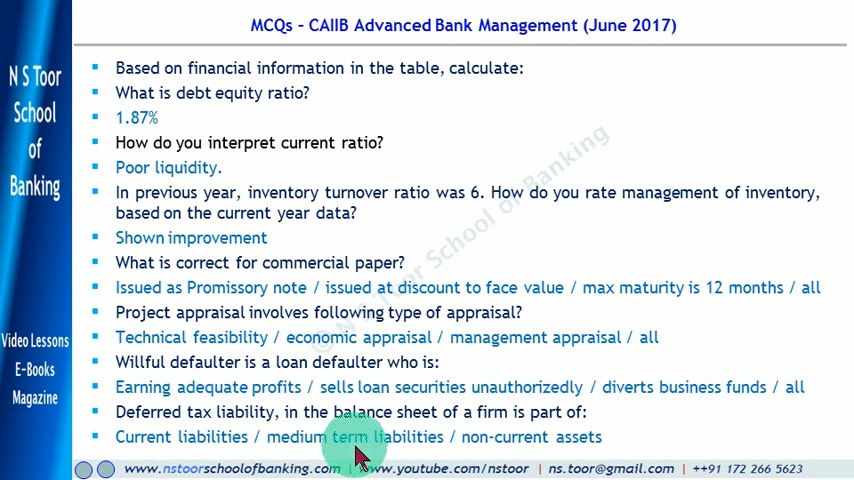 MCQs – CAIIB Advanced Bank Management (June 2017)
N S Toor
School
of
Banking
Video Lessons
E-Books
Magazine
Based on financial information in the table, calculate:
What is debt equity ratio?
1.87%
How do you interpret current ratio?
Poor liquidity.
In previous year, inventory turnover ratio was 6. How do you rate management of inventory,
based on the current year data?
Shown improvement
What is correct for commercial paper?
Issued as Promissory note / issued at discount to face value / max maturity is 12 months / all
Project appraisal involves following type of appraisal?
Technical feasibility / economic appraisal / management appraisal / all
Willful defaulter is a loan defaulter who is:
Earning adequate profits / sells loan securities unauthorizedly / diverts business funds / all
Deferred tax liability, in the balance sheet of a firm is part of:
Current liabilities / medium term liabilities / non-current assets
© N S Toor School of Banking
www.nstoorschoolofbanking.com | www.youtube.com/nstoor | ns.toor@gmail.com | ++91 172 266 5623